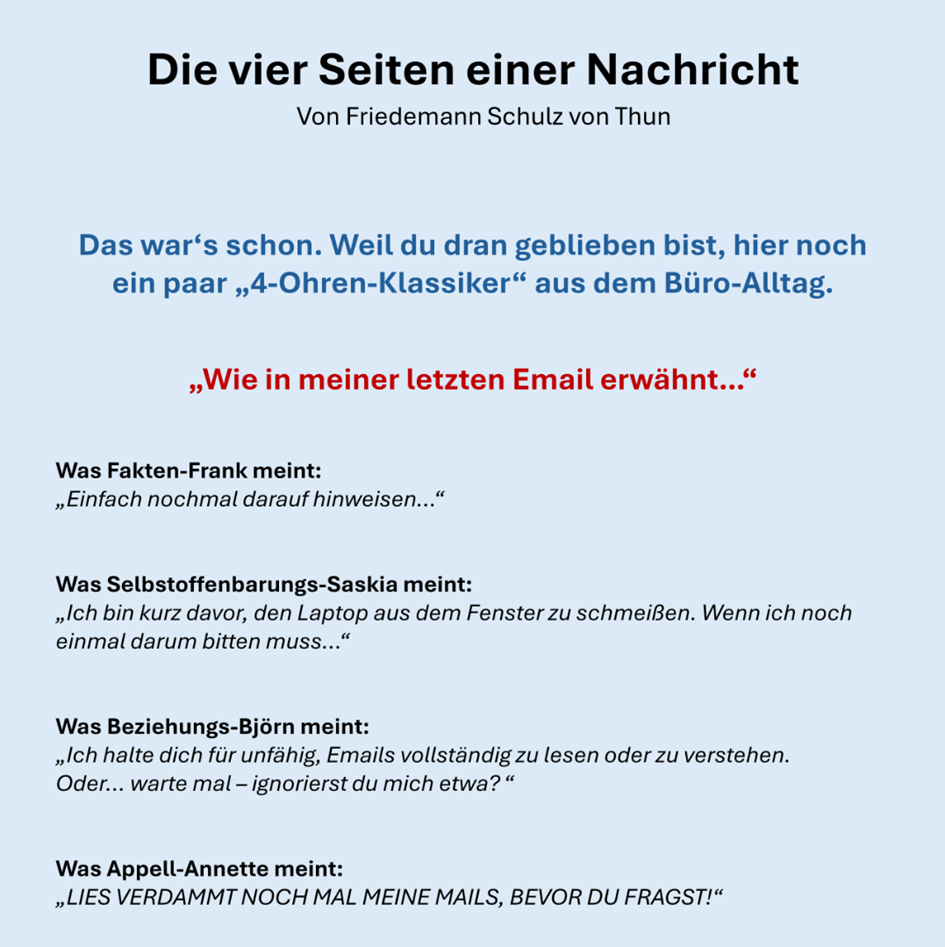 Die vier Seiten einer Nachricht
Von Friedemann Schulz von Thun
Das war‘s schon. Weil du dran geblieben bist, hier noch
ein paar „4-Ohren-Klassiker“ aus dem Büro-Alltag.
„Wie in meiner letzten Email erwähnt...“
Was Fakten-Frank meint:
„Einfach nochmal darauf hinweisen...“
Was Selbstoffenbarungs-Saskia meint:
„Ich bin kurz davor, den Laptop aus dem Fenster zu schmeißen. Wenn ich noch
einmal darum bitten muss...“
Was Beziehungs-Björn meint:
„Ich halte dich für unfähig, Emails vollständig zu lesen oder zu verstehen.
Oder... warte mal – ignorierst du mich etwa? “
Was Appell-Annette meint:
„LIES VERDAMMT NOCH MAL MEINE MAILS, BEVOR DU FRAGST!“